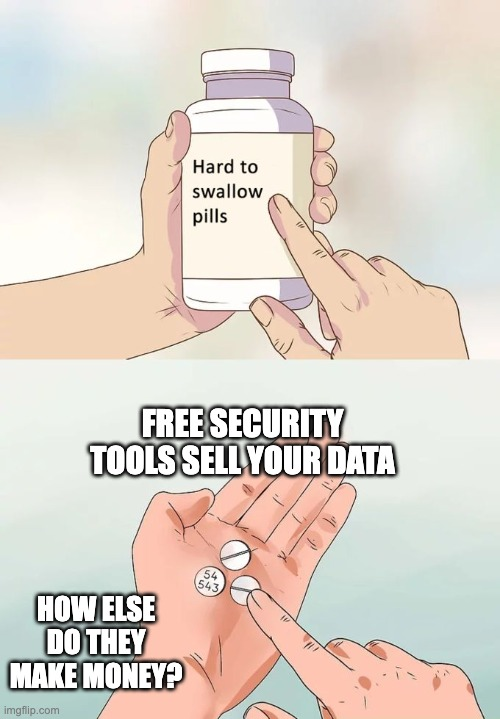 Hard to
swallow
pills
FREE SECURITY
TOOLS SELL YOUR DATA
54
543
HOW ELSE
DO THEY
MAKE MONEY?
imgflip.com